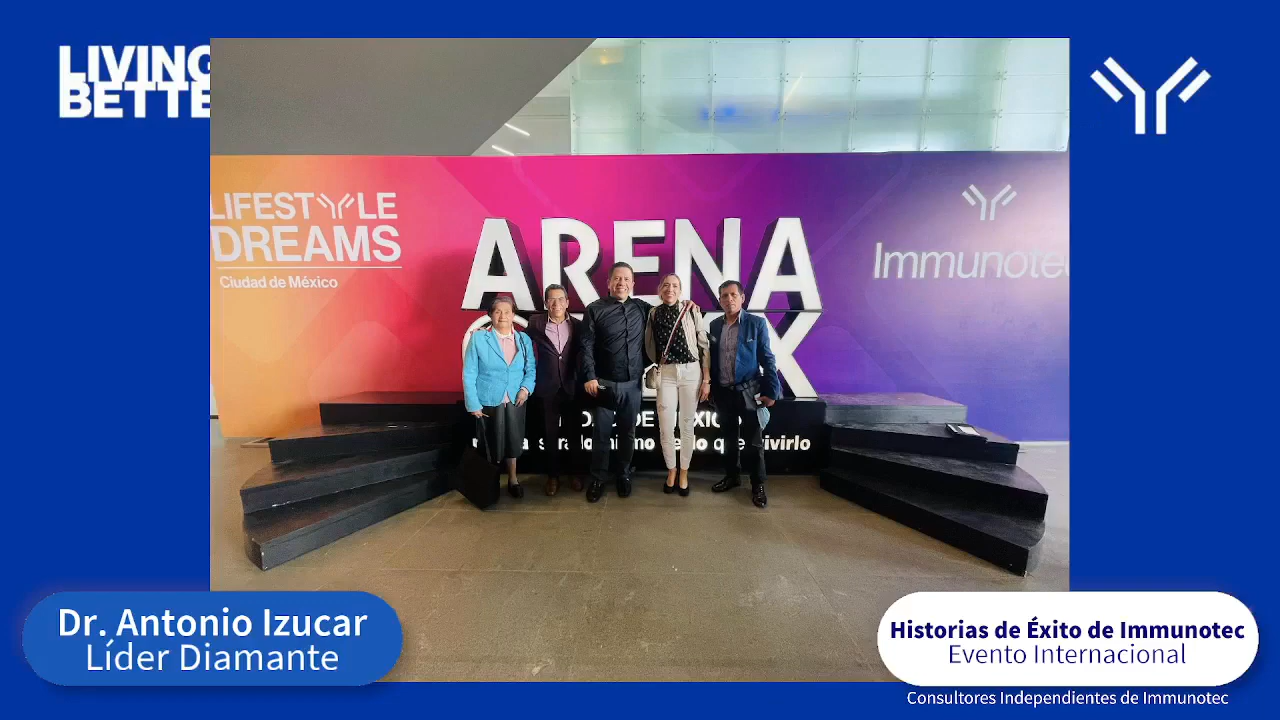 LIVING
BETTE
LIFESTYLE
DREAMS
Ciudad de México
ARENA
Immunotec
Dr. Antonio Izucar
Líder Diamante
Historias de Éxito de Immunotec
Evento Internacional
Consultores Independientes de Immunotec